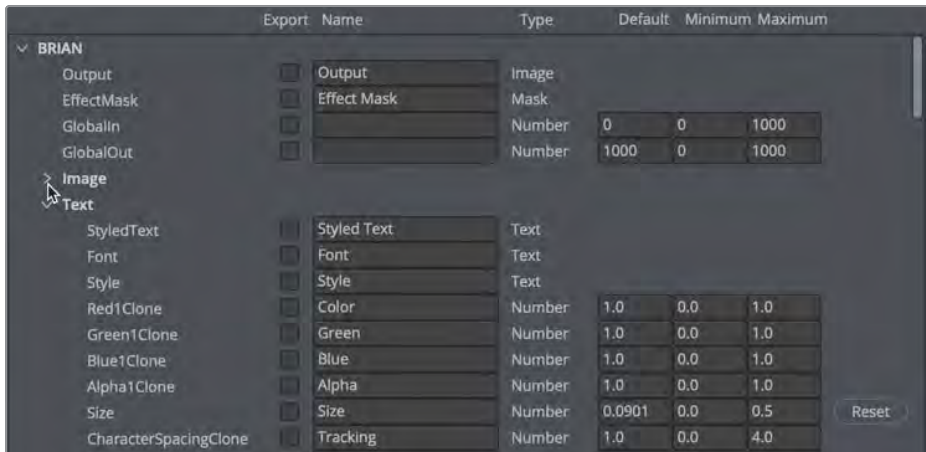 Export Name Type Default Minimum Maximum
BRIAN
Output Output Image
EffectMask Effect Mask Mask
GlobalIn Number 0 0 1000
GlobalOut Number 1000 0 1000
Image
Text
StyledText Styled Text Text
Font Font Text
Style Style Text
Red1Clone Color Number 1.0 0.0 1.0
Green1Clone Green Number 1.0 0.0 1.0
Blue1Clone Blue Number 1.0 0.0 1.0
Alpha1Clone Alpha Number 1.0 0.0 1.0
Size Size Number 0.0901 0.0 0.5 Reset
CharacterSpacingClone Tracking Number 1.0 0.0 4.0